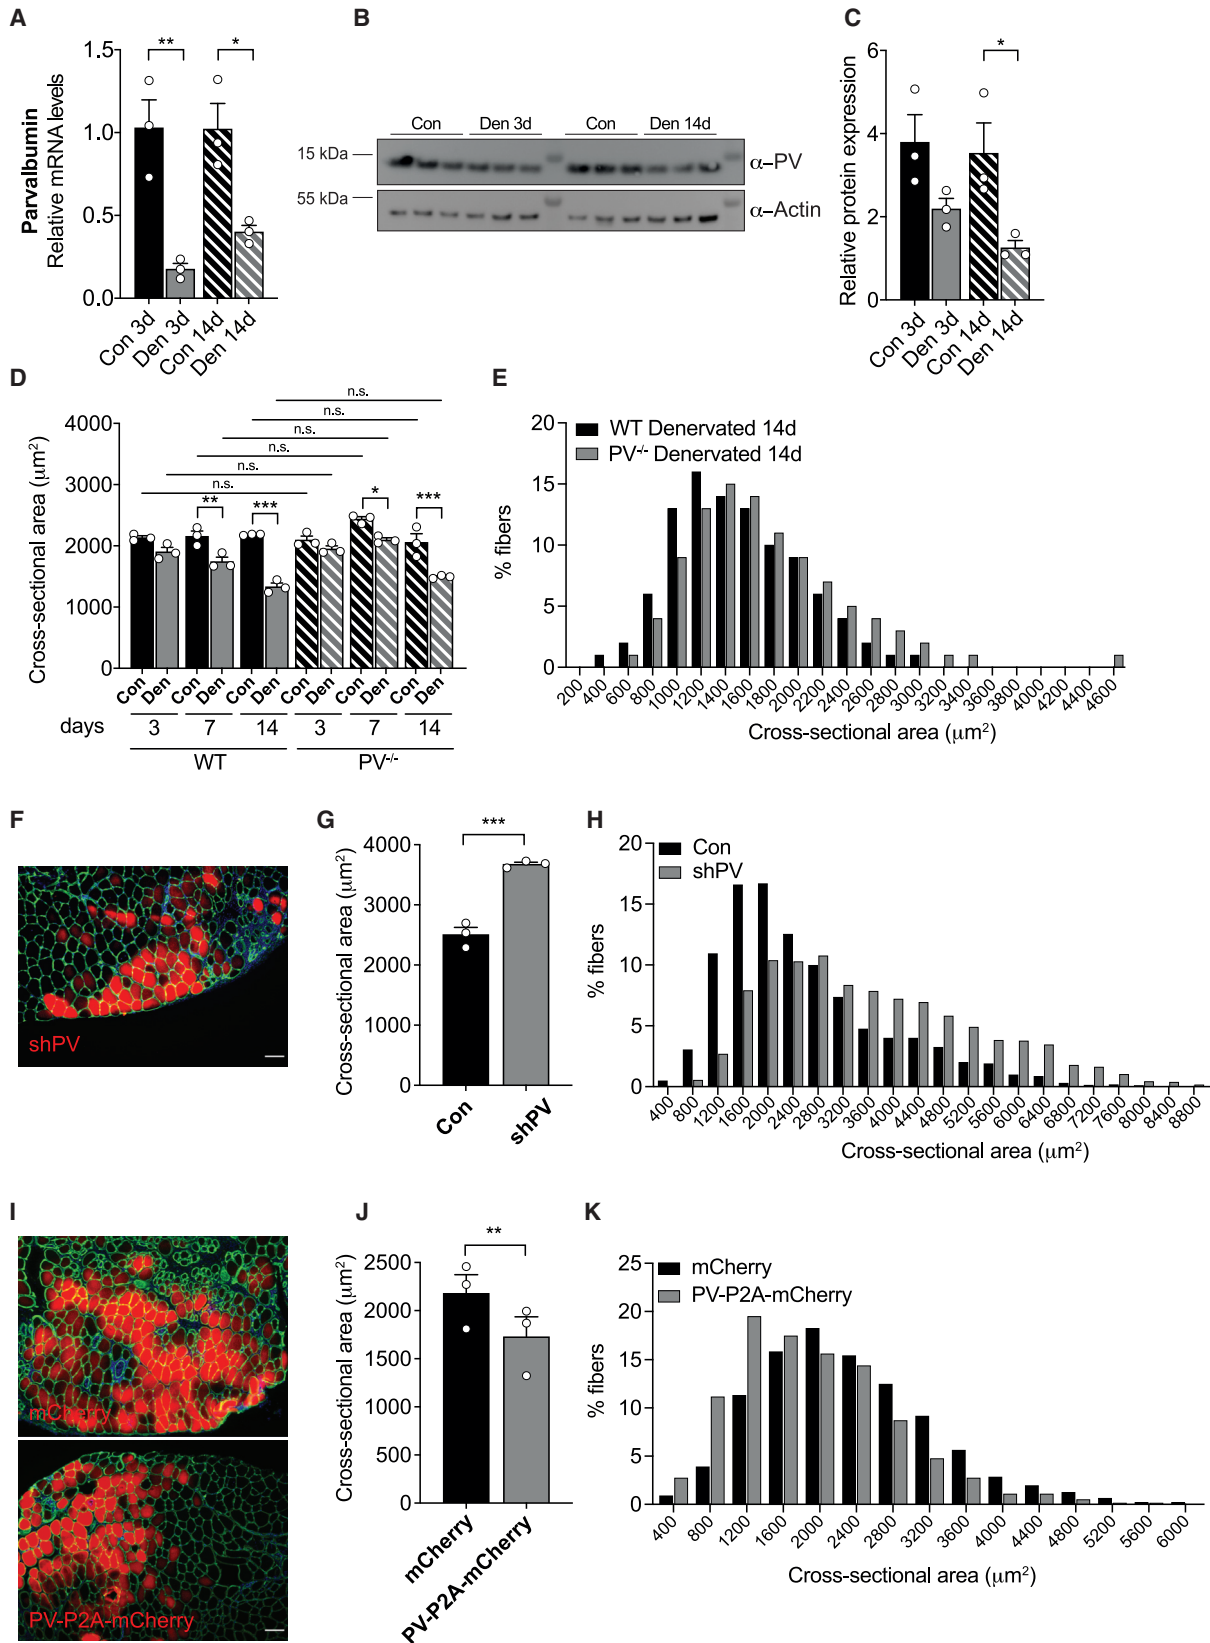 A
Parvalbumin
Relative mRNA levels
1.5
1.0
0.5
0.0
**
*
Con 3d
Den 3d
Con 14d
Den 14d
B
Con
Den 3d
Con
Den 14d
15 kDa
α–PV
55 kDa
α–Actin
C
Relative protein expression
6
4
2
0
*
Con 3d
Den 3d
Con 14d
Den 14d
D
Cross-sectional area (μm²)
4000
3000
2000
1000
0
n.s.
n.s.
n.s.
n.s.
n.s.
n.s.
**
***
*
***
Con
Den
Con
Den
Con
Den
Con
Den
Con
Den
Con
Den
days
3
7
14
3
7
14
WT
PV⁻/⁻
E
% fibers
20
15
10
5
0
WT Denervated 14d
PV⁻/⁻ Denervated 14d
200
400
600
800
1000
1200
1400
1600
1800
2000
2200
2400
2600
2800
3000
3200
3400
3600
3800
4000
4200
4400
4600
Cross-sectional area (μm²)
F
shPV
G
Cross-sectional area (μm²)
4000
3000
2000
1000
0
***
Con
shPV
H
% fibers
20
15
10
5
0
Con
shPV
400
800
1200
1600
2000
2400
2800
3200
3600
4000
4400
4800
5200
5600
6000
6400
6800
7200
7600
8000
8400
8800
Cross-sectional area (μm²)
I
mCherry
PV-P2A-mCherry
J
Cross-sectional area (μm²)
2500
2000
1500
1000
500
0
**
mCherry
PV-P2A-mCherry
K
% fibers
25
20
15
10
5
0
mCherry
PV-P2A-mCherry
400
800
1200
1600
2000
2400
2800
3200
3600
4000
4400
4800
5200
5600
6000
Cross-sectional area (μm²)